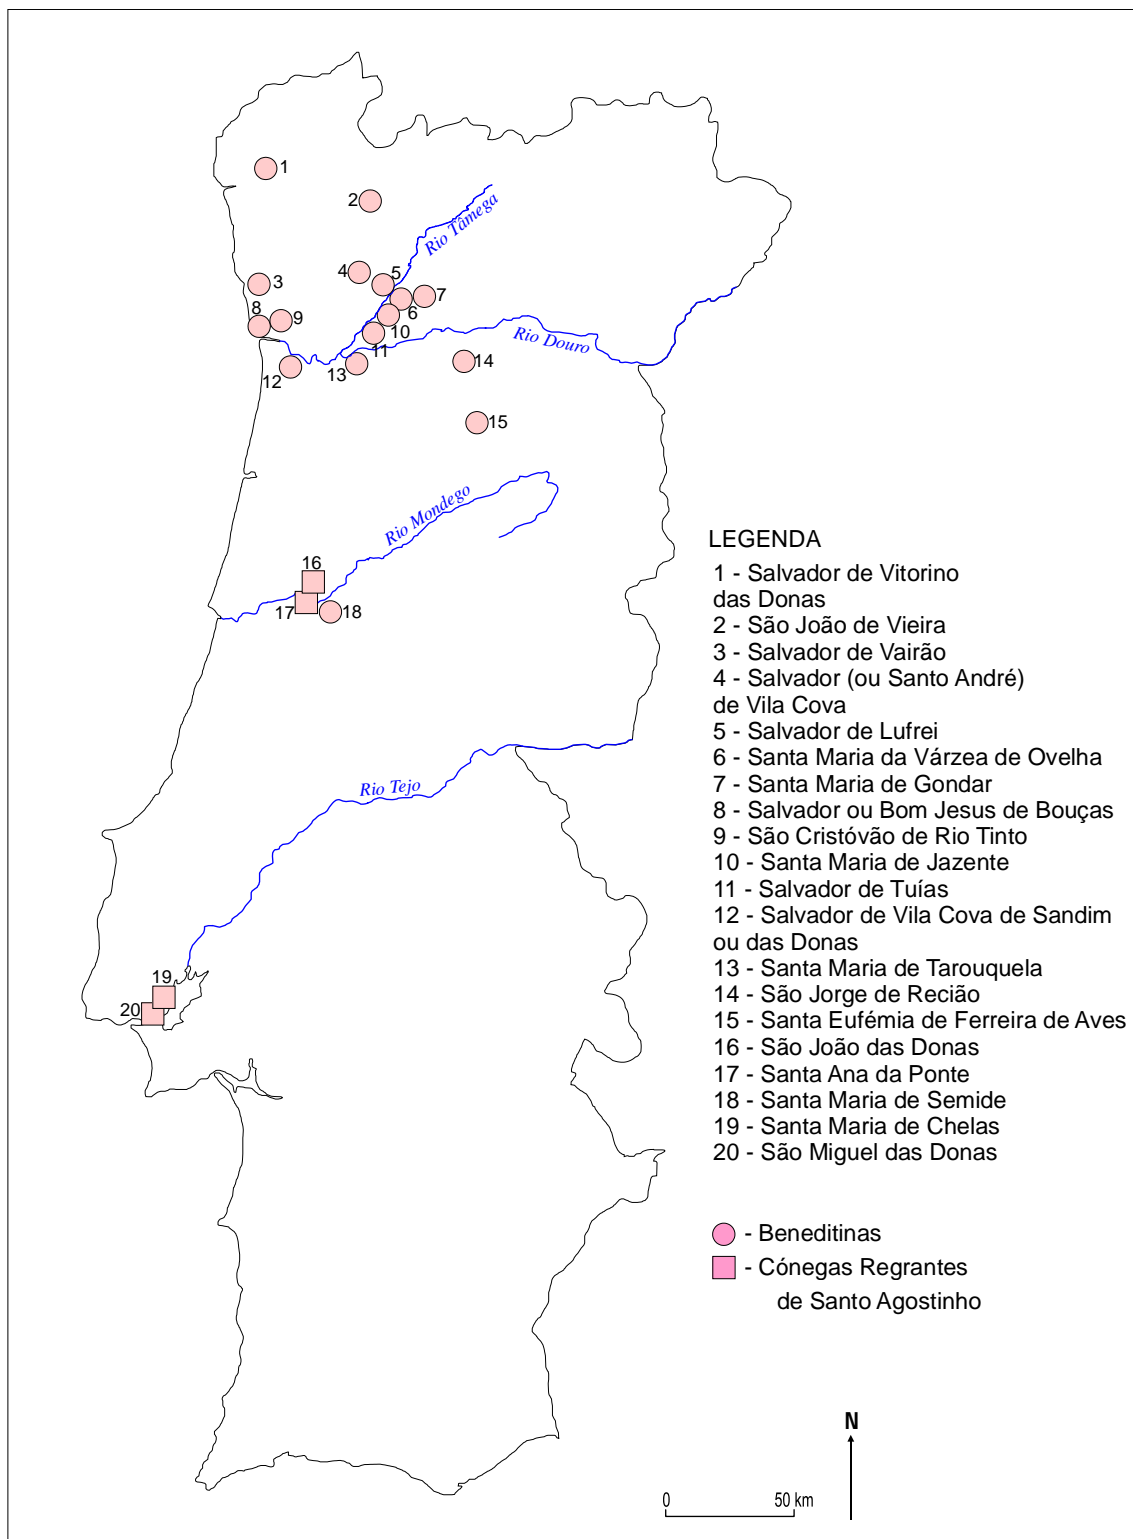 1
2
Rio Tâmega
4
5
3
7
6
8
9
10
Rio Douro
11
12
13
14
15
Rio Mondego
16
17
18
Rio Tejo
19
20
LEGENDA
1 - Salvador de Vitorino
das Donas
2 - São João de Vieira
3 - Salvador de Vairão
4 - Salvador (ou Santo André)
de Vila Cova
5 - Salvador de Lufrei
6 - Santa Maria da Várzea de Ovelha
7 - Santa Maria de Gondar
8 - Salvador ou Bom Jesus de Bouças
9 - São Cristóvão de Rio Tinto
10 - Santa Maria de Jazente
11 - Salvador de Tuías
12 - Salvador de Vila Cova de Sandim
ou das Donas
13 - Santa Maria de Tarouquela
14 - São Jorge de Recião
15 - Santa Eufémia de Ferreira de Aves
16 - São João das Donas
17 - Santa Ana da Ponte
18 - Santa Maria de Semide
19 - Santa Maria de Chelas
20 - São Miguel das Donas
- Beneditinas
- Cónegas Regrantes
de Santo Agostinho
N
0 50 km